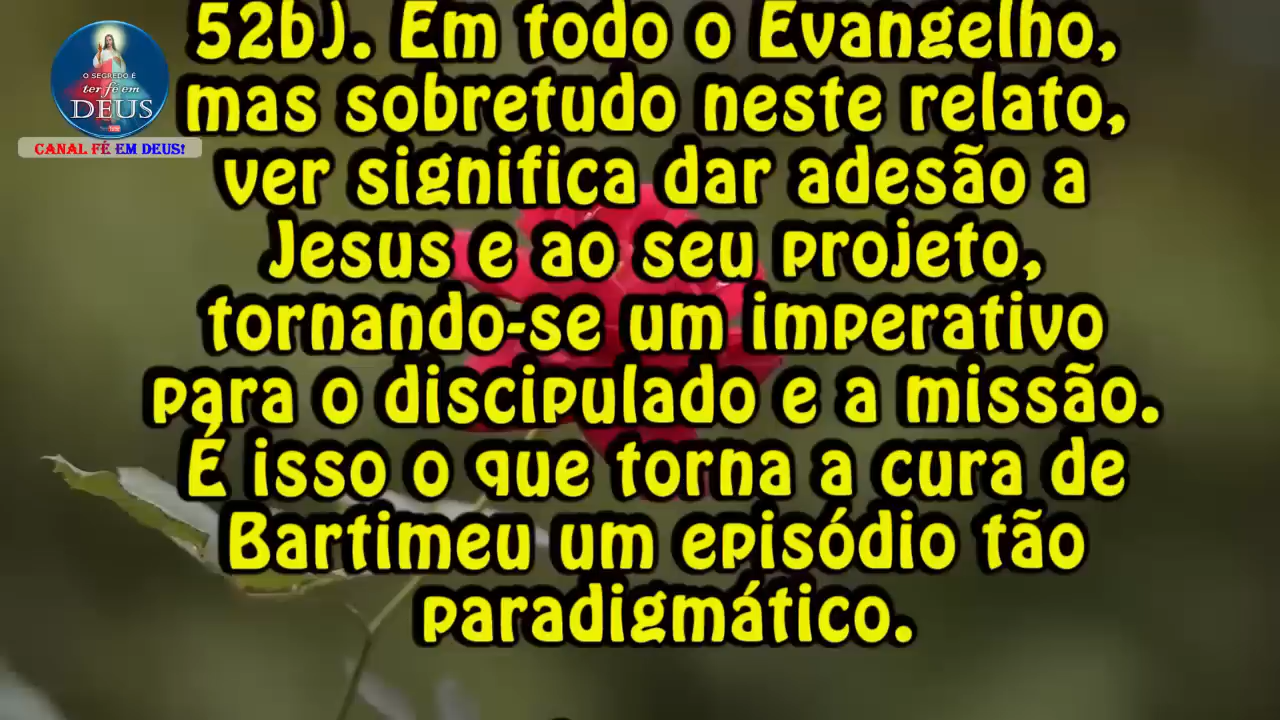 52b). Em todo o Evangelho,
mas sobretudo neste relato,
ver significa dar adesão a
Jesus e ao seu projeto,
tornando-se um imperativo
para o discipulado e a missão.
É isso o que torna a cura de
Bartimeu um episódio tão
paradigmático.
O SEGREDO É
ter fé em
DEUS
CANAL FÉ EM DEUS!